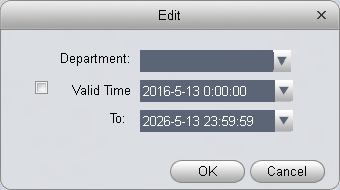 Edit
Department:
Valid Time 2016-5-13 0:00:00
To: 2026-5-13 23:59:59
OK Cancel